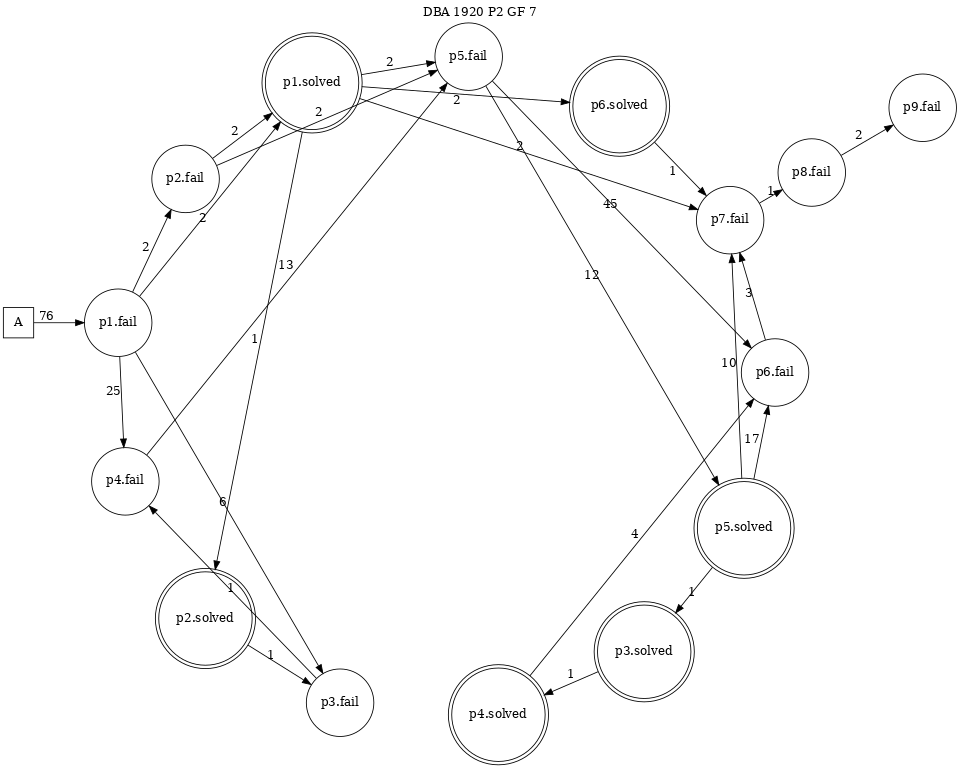 DBA 1920 P2 GF 7
p5.fail
p1.solved
2
2
p6.solved
p9.fail
2
2
2
p8.fail
2
1
p2.fail
1
45
2
p7.fail
2
13
12
3
A
76
p1.fail
1
10
p6.fail
25
17
p4.fail
6
4
p5.solved
1
1
p2.solved
1
p3.solved
1
p3.fail
p4.solved